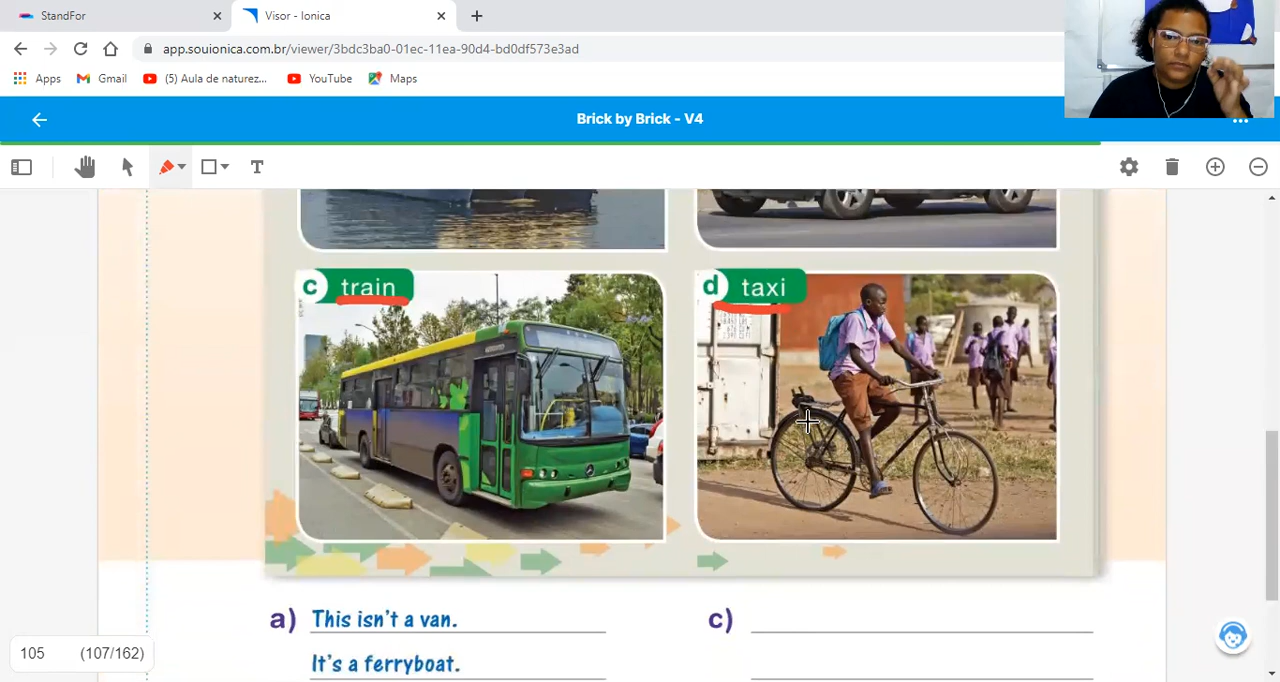 StandFor
Visor - Ionica
app.souionica.com.br/viewer/3bdc3ba0-01ec-11ea-90d4-bd0df573e3ad
Apps
Gmail
(5) Aula de naturez...
YouTube
Maps
Brick by Brick - V4
T
c train
d taxi
a) This isn't a van.
It's a ferryboat.
c)
105 (107/162)